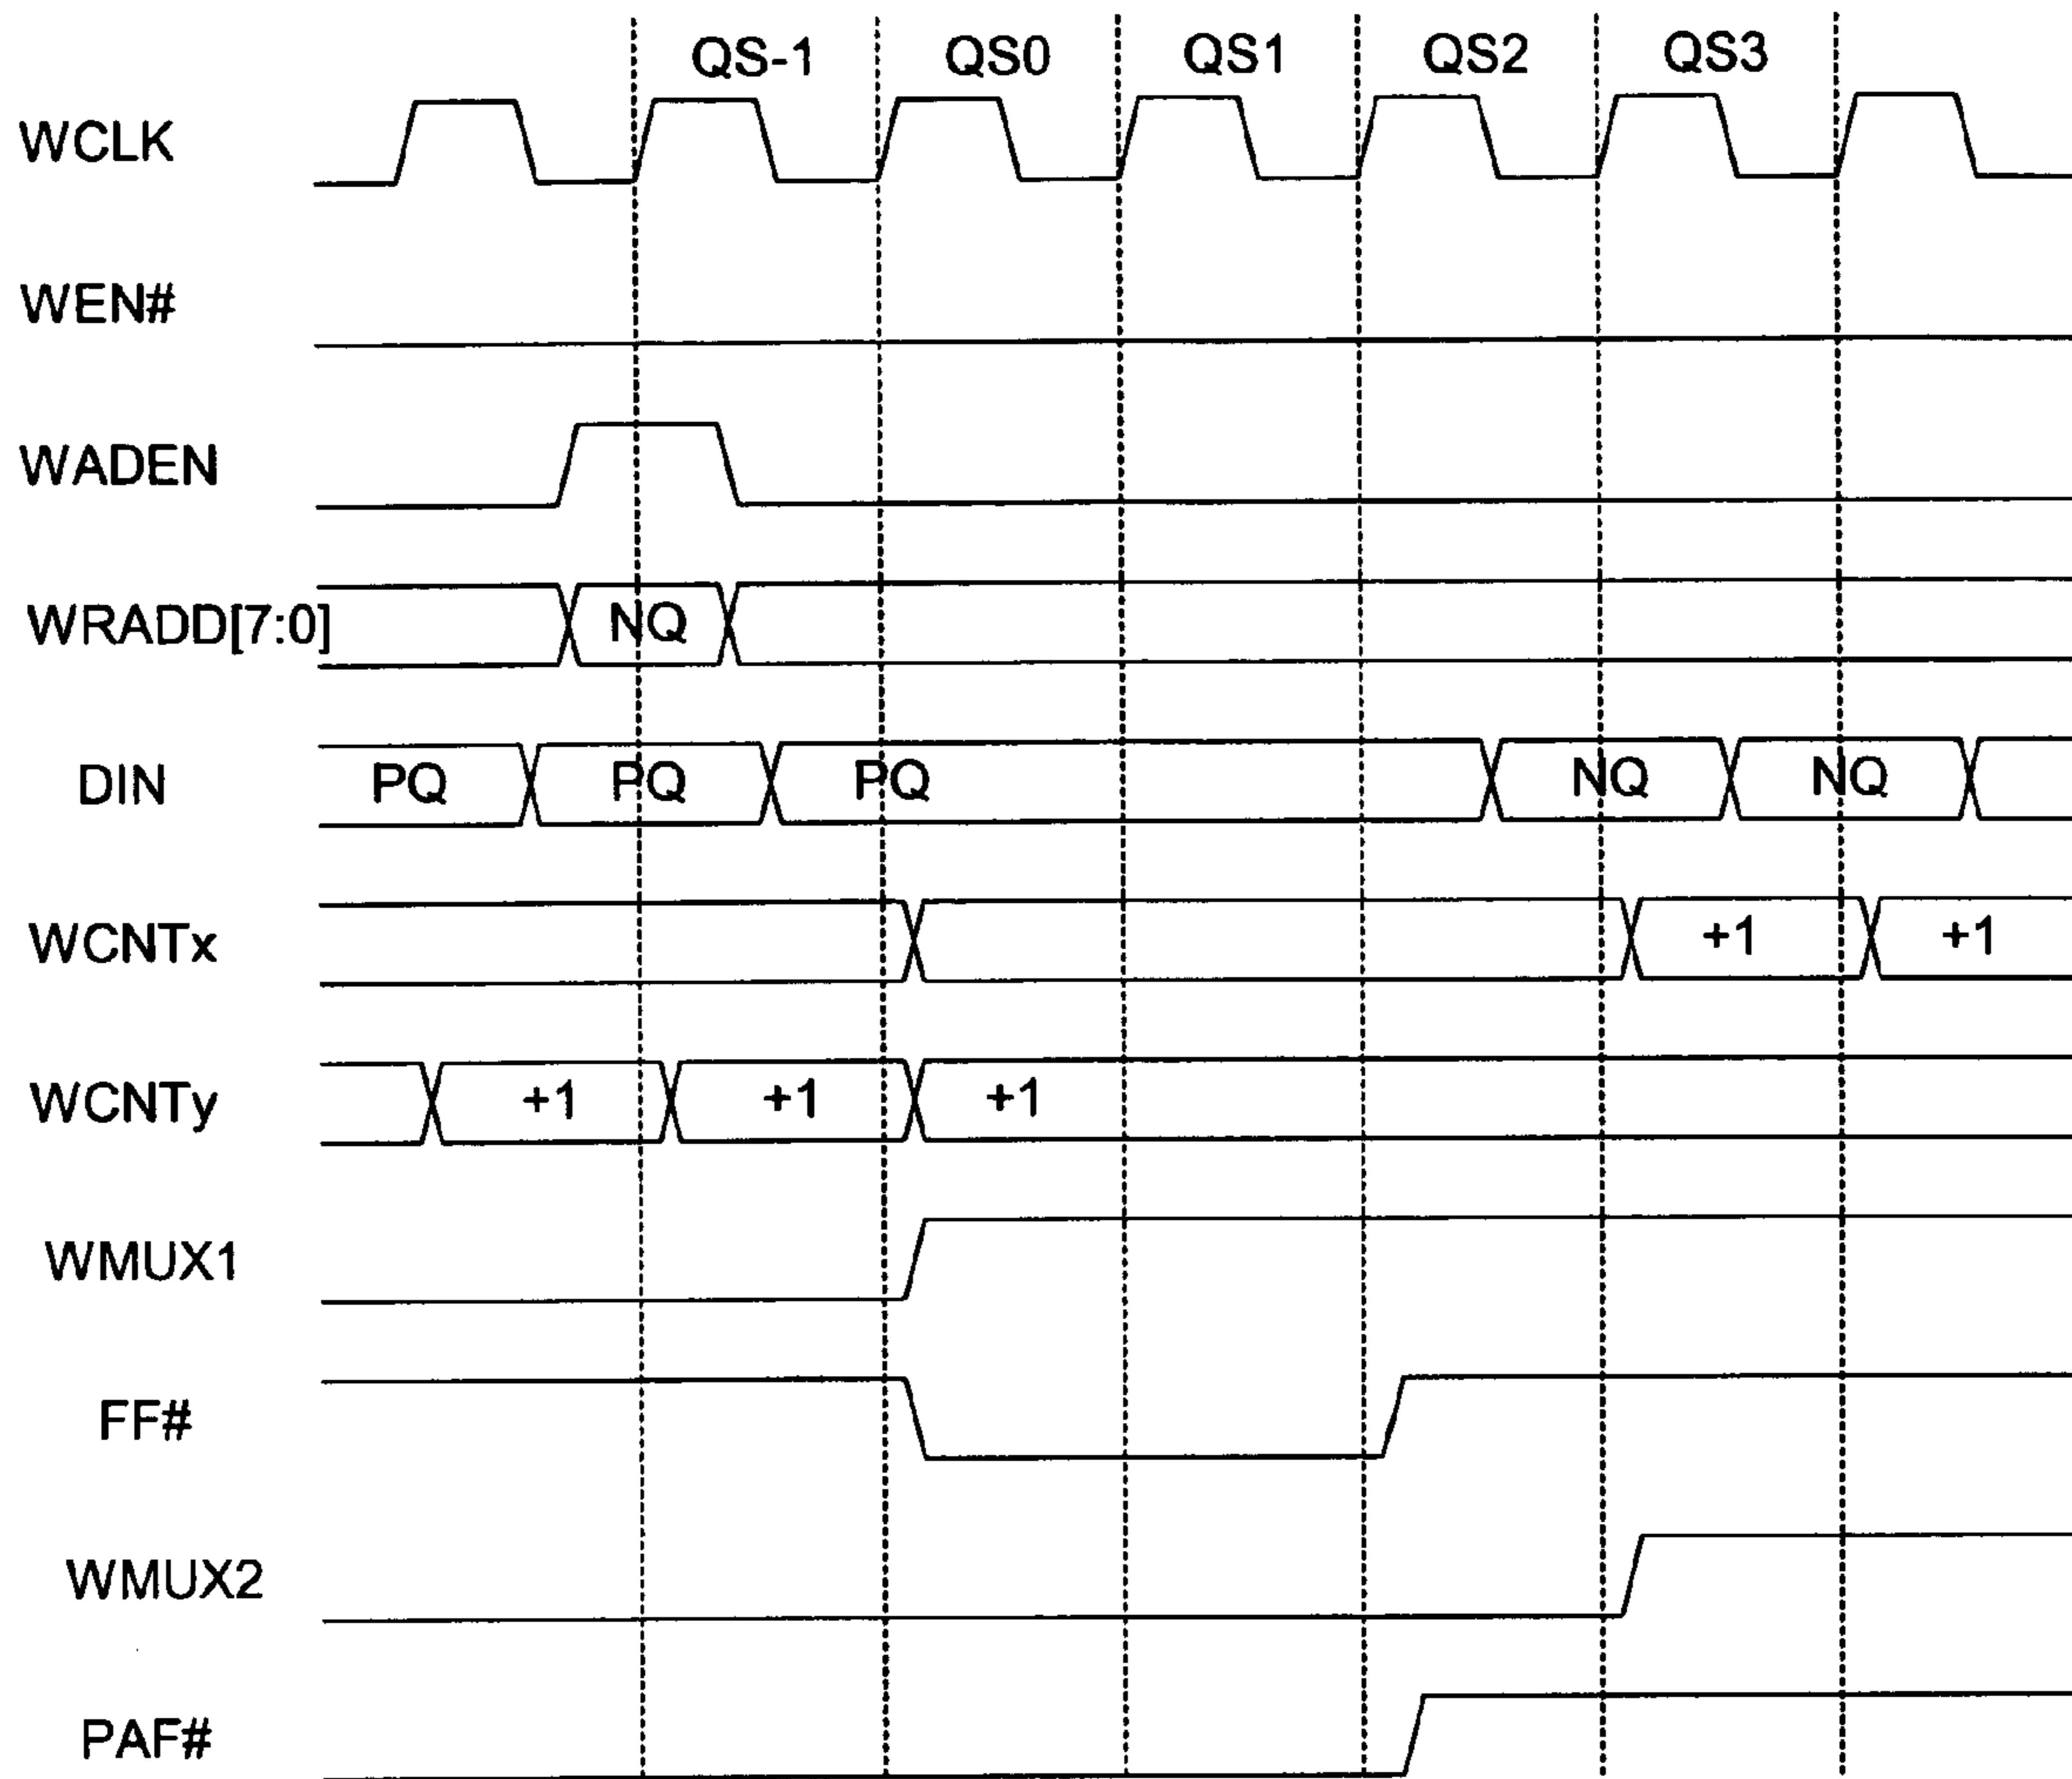 QS-1 QS0 QS1 QS2 QS3
WCLK
WEN#
WADEN
WRADD[7:0] NQ
DIN PQ PQ PQ NQ NQ
WCNTx +1 +1
WCNTy +1 +1 +1
WMUX1
FF#
WMUX2
PAF#